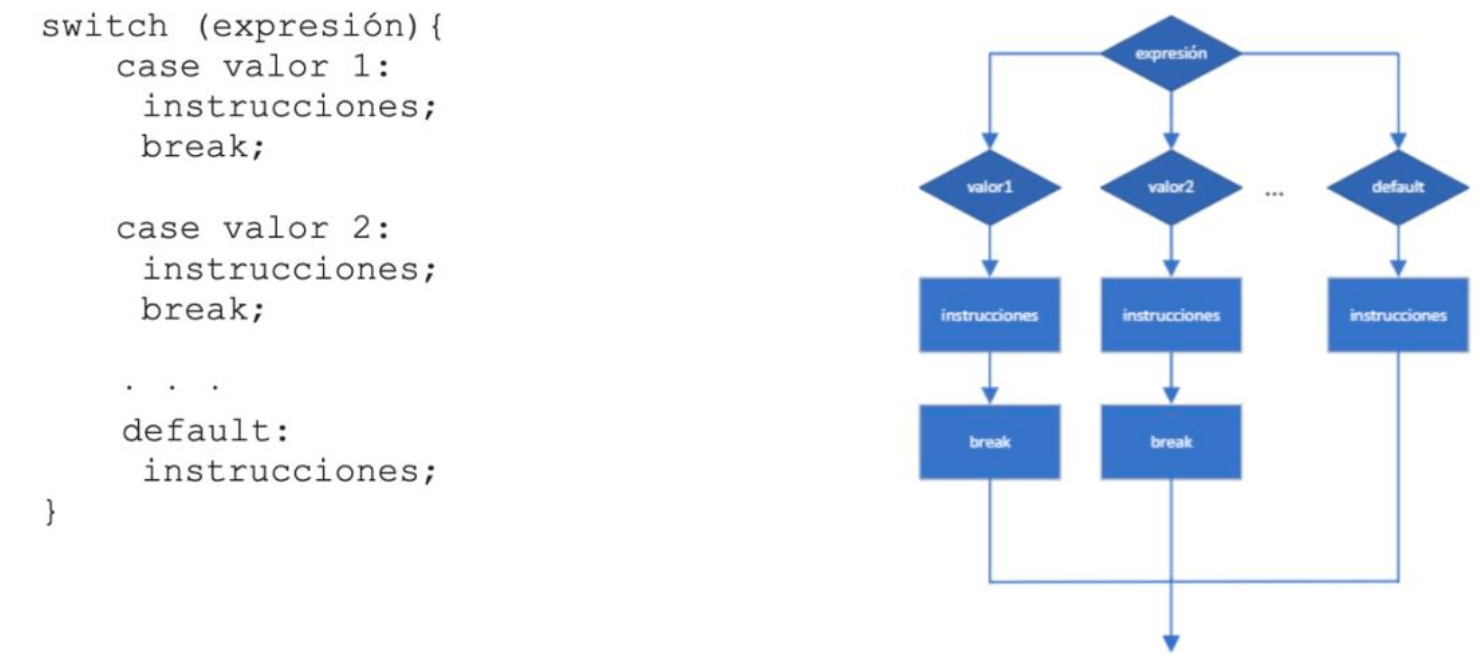 switch (expresión){
case valor 1:
instrucciones;
break;
case valor 2:
instrucciones;
break;
. . .
default:
instrucciones;
}
expresión
valor1
valor2
...
default
instrucciones
instrucciones
instrucciones
break
break